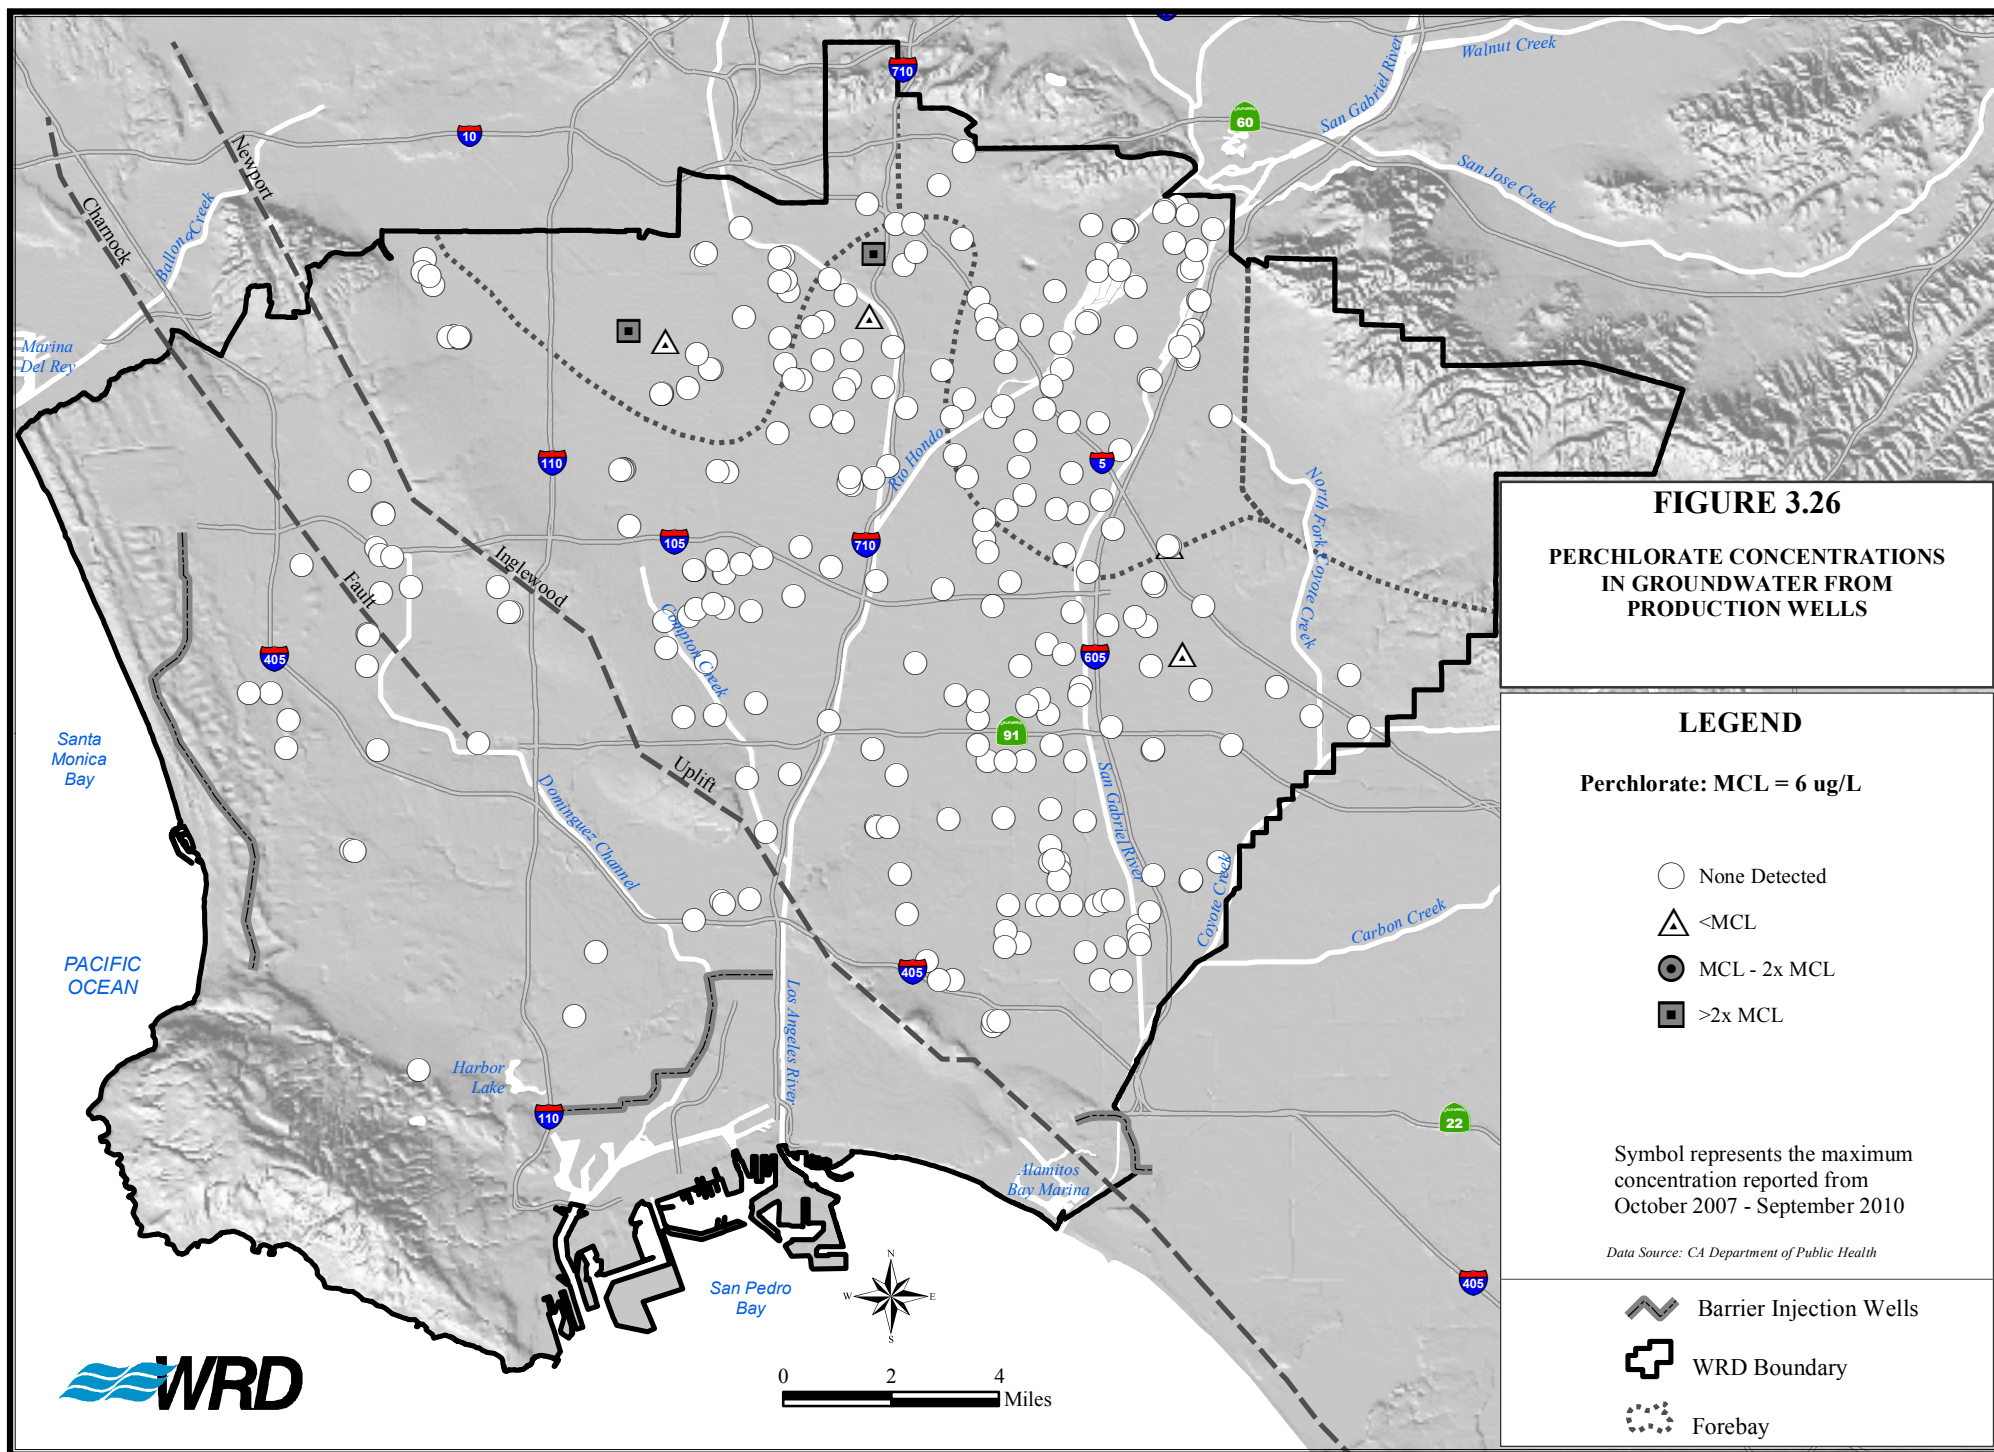 710
10
60
Walnut Creek
San Gabriel River
San Jose Creek
Newport
Charnock
Ballona Creek
Marina
Del Rey
110
5
Rio Hondo
North Fork Coyote Creek
105
710
Inglewood
Fault
Compton Creek
405
605
91
Santa
Monica
Bay
Uplift
Dominguez Channel
San Gabriel River
Coyote Creek
Carbon Creek
PACIFIC
OCEAN
405
Los Angeles River
Harbor
Lake
110
22
Alamitos
Bay Marina
San Pedro
Bay
405
N
W
E
S
0 2 4
Miles
WRD
FIGURE 3.26
PERCHLORATE CONCENTRATIONS
IN GROUNDWATER FROM
PRODUCTION WELLS
LEGEND
Perchlorate: MCL = 6 ug/L
None Detected
<MCL
MCL - 2x MCL
>2x MCL
Symbol represents the maximum
concentration reported from
October 2007 - September 2010
Data Source: CA Department of Public Health
Barrier Injection Wells
WRD Boundary
Forebay